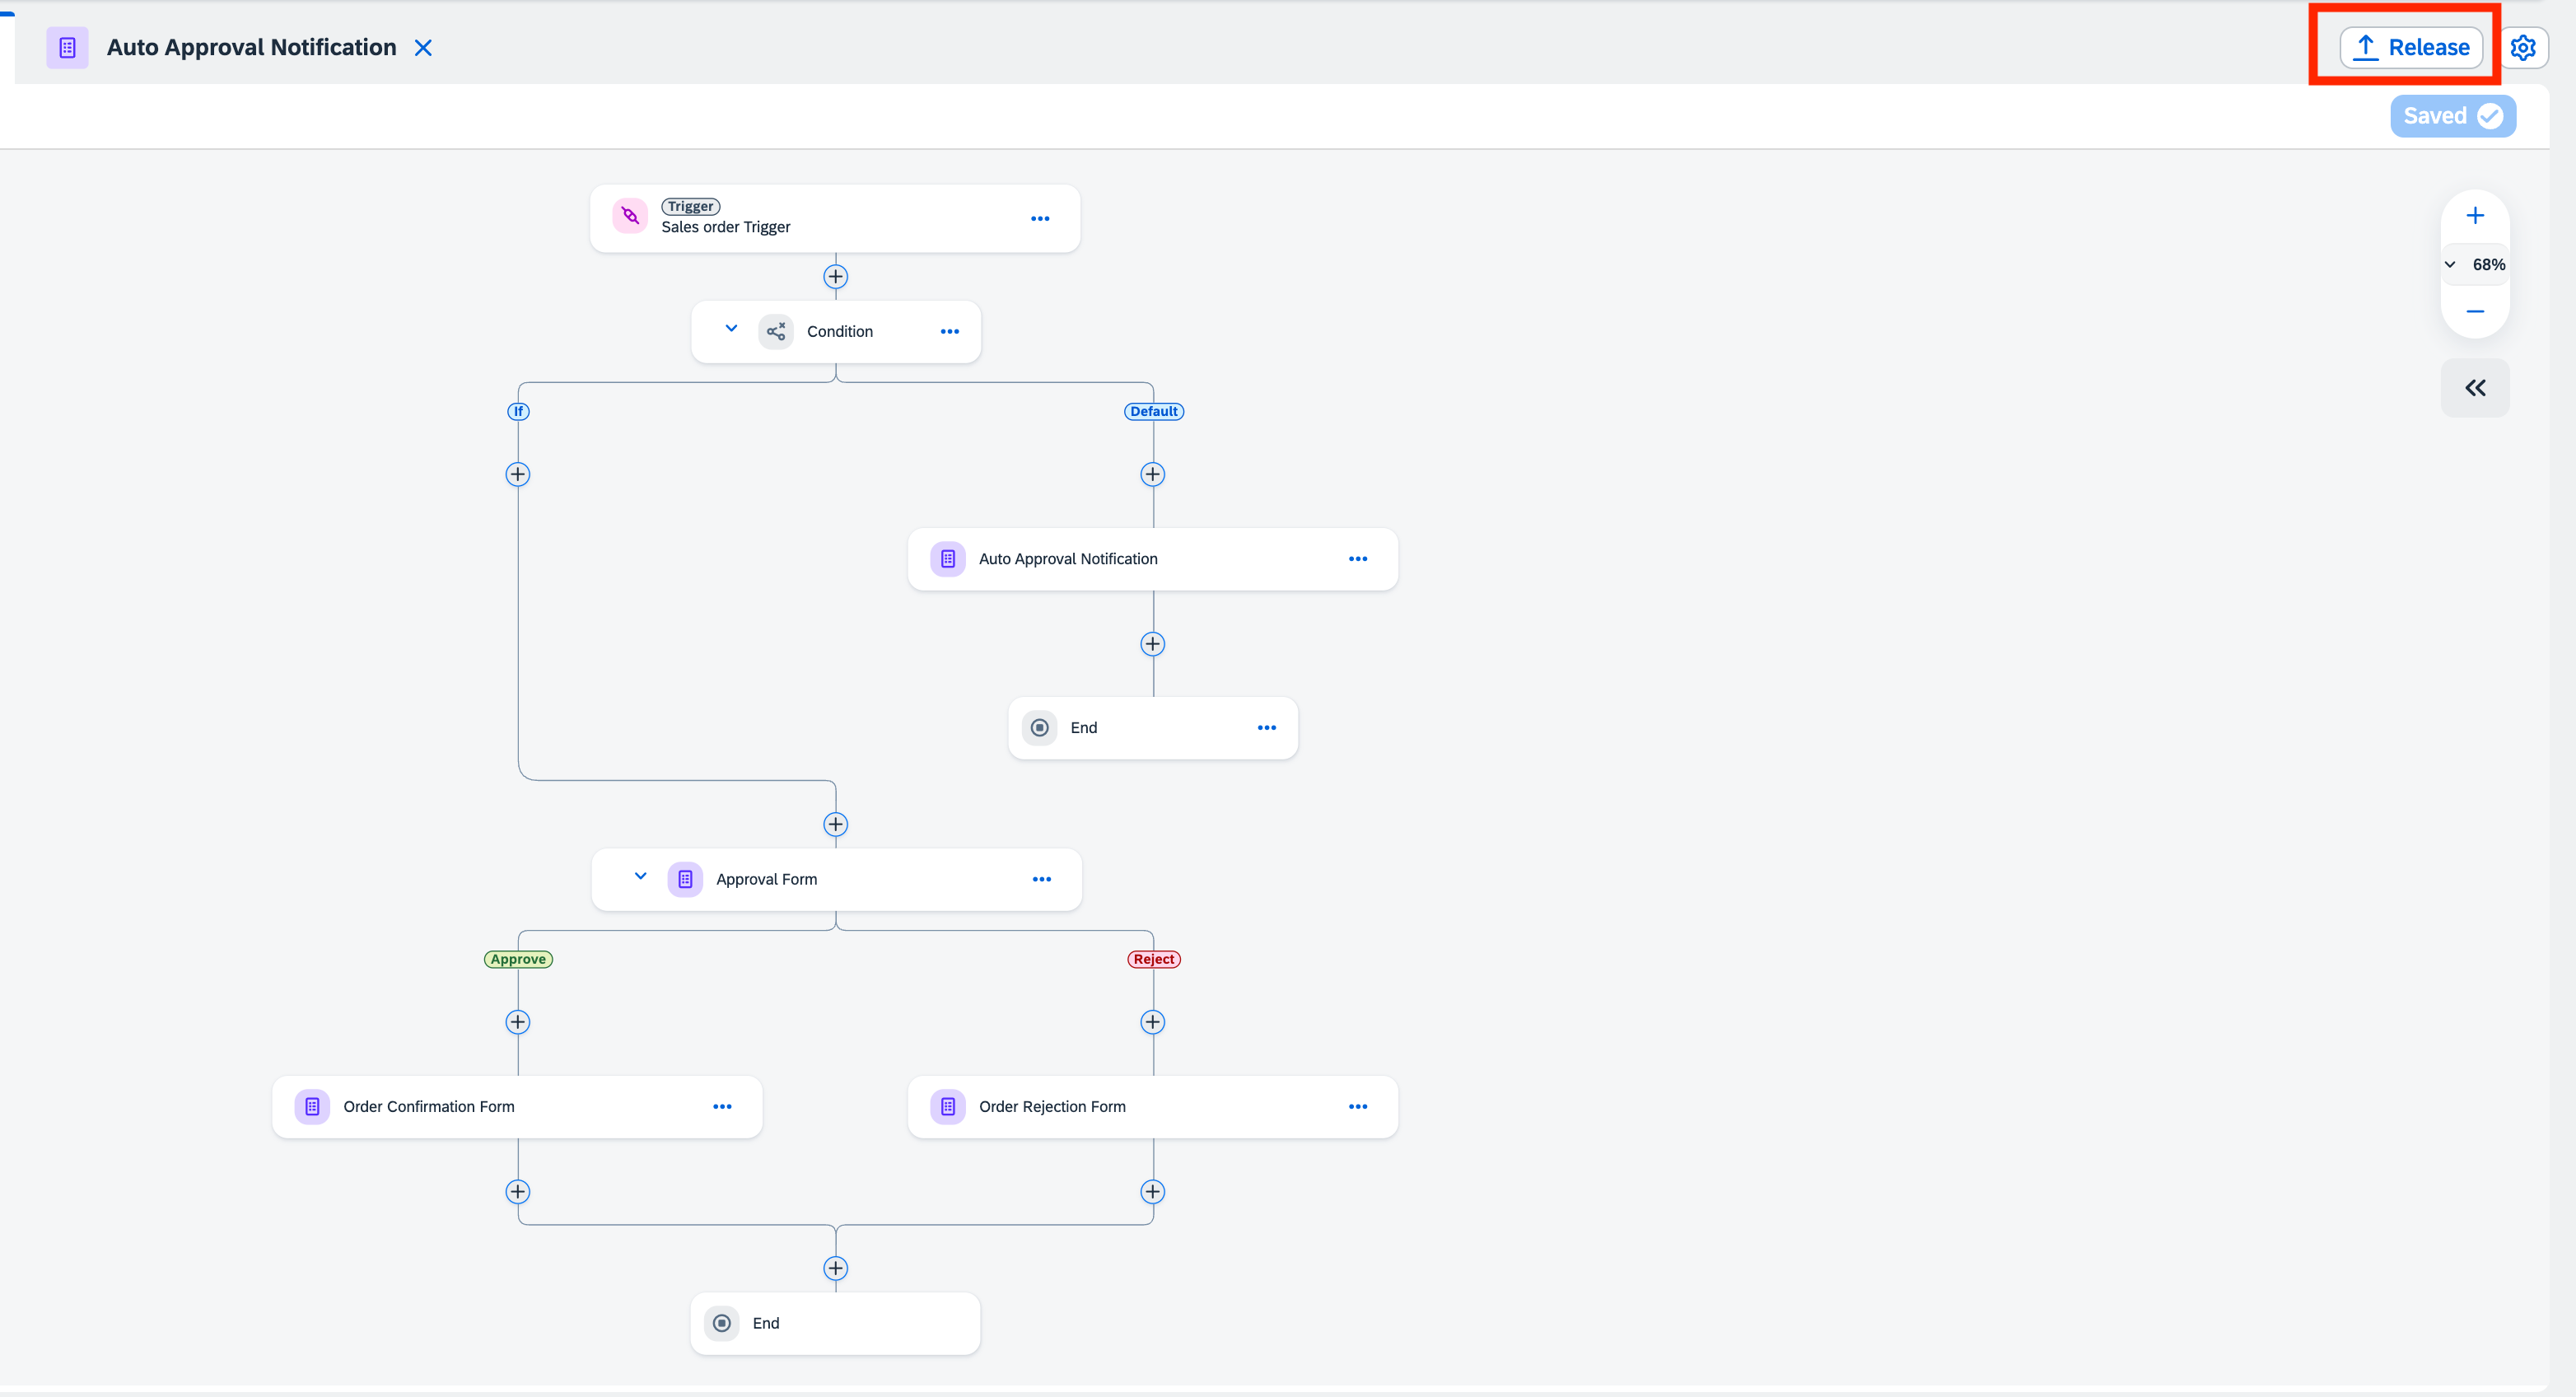 Auto Approval Notification
Release
Saved
Trigger
Sales order Trigger
68%
Condition
If
Default
Auto Approval Notification
End
Approval Form
Approve
Reject
Order Confirmation Form
Order Rejection Form
End